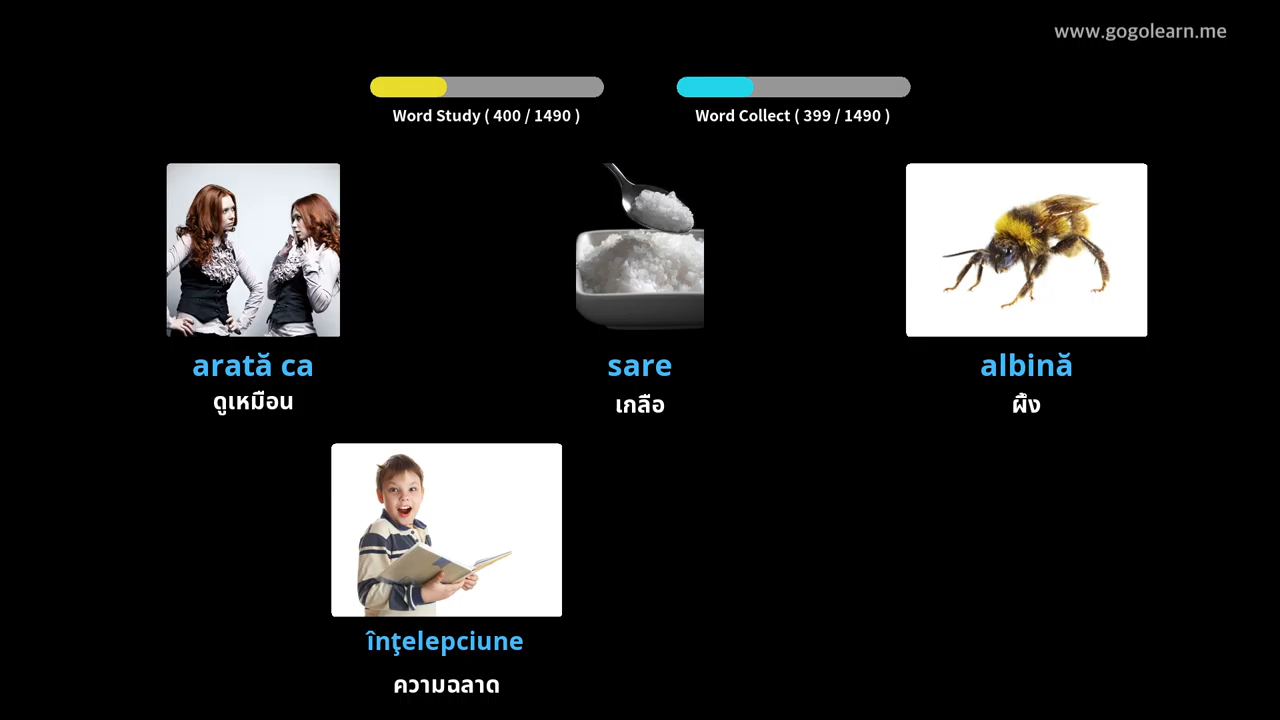 www.gogolearn.me
Word Study ( 400 / 1490 )
Word Collect ( 399 / 1490 )
arată ca
ดูเหมือน
sare
เกลือ
albină
ผึ้ง
înţelepciune
ความฉลาด